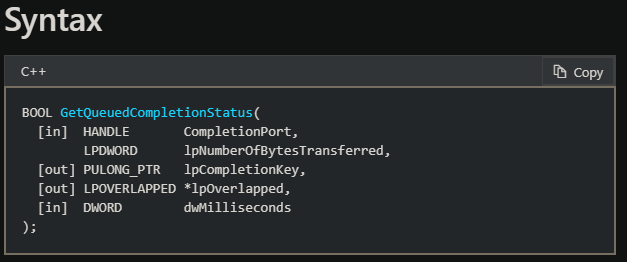 Syntax
C++
Copy
BOOL GetQueuedCompletionStatus(
  [in]  HANDLE       CompletionPort,
        LPDWORD      lpNumberOfBytesTransferred,
  [out] PULONG_PTR   lpCompletionKey,
  [out] LPOVERLAPPED *lpOverlapped,
  [in]  DWORD        dwMilliseconds
);